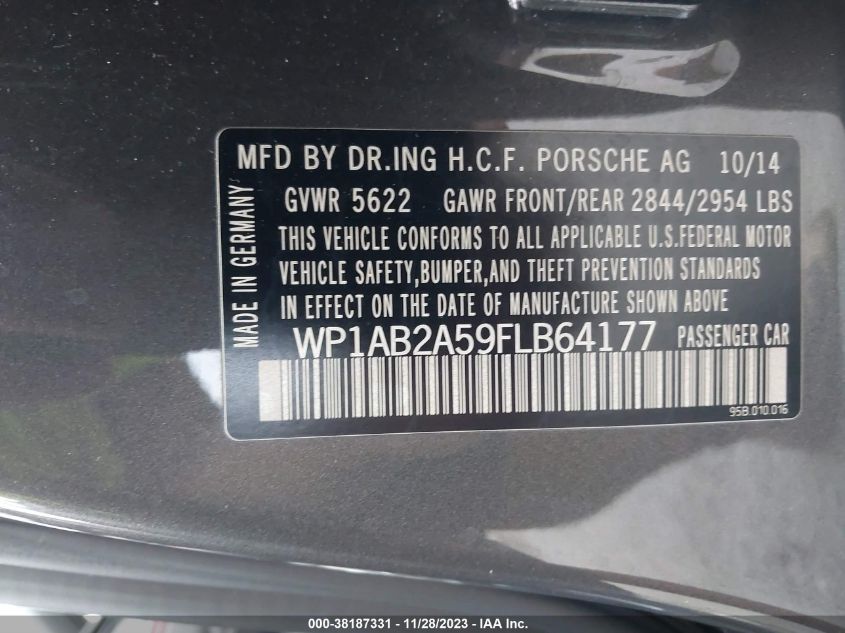 MFD BY DR.ING H.C.F. PORSCHE AG 10/14
GVWR 5622 GAWR FRONT/REAR 2844/2954 LBS
THIS VEHICLE CONFORMS TO ALL APPLICABLE U.S.FEDERAL MOTOR
VEHICLE SAFETY,BUMPER,AND THEFT PREVENTION STANDARDS
IN EFFECT ON THE DATE OF MANUFACTURE SHOWN ABOVE
MADE IN GERMANY
WP1AB2A59FLB64177 PASSENGER CAR
95B.010.016
000-38187331 - 11/28/2023 - IAA Inc.